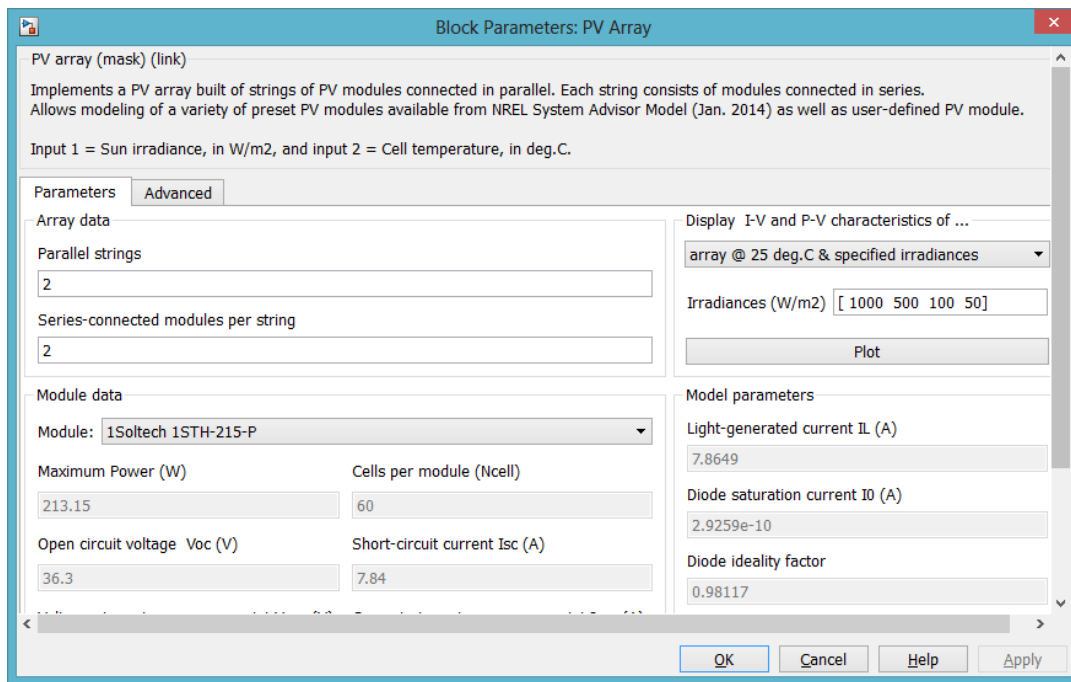 Block Parameters: PV Array
PV array (mask) (link)
Implements a PV array built of strings of PV modules connected in parallel. Each string consists of modules connected in series.
Allows modeling of a variety of preset PV modules available from NREL System Advisor Model (Jan. 2014) as well as user-defined PV module.
Input 1 = Sun irradiance, in W/m2, and input 2 = Cell temperature, in deg.C.
Parameters
Advanced
Array data
Parallel strings
2
Series-connected modules per string
2
Display I-V and P-V characteristics of ...
array @ 25 deg.C & specified irradiances
Irradiances (W/m2) [ 1000 500 100 50]
Plot
Module data
Module: 1Soltech 1STH-215-P
Maximum Power (W)
213.15
Cells per module (Ncell)
60
Open circuit voltage Voc (V)
36.3
Short-circuit current Isc (A)
7.84
Model parameters
Light-generated current IL (A)
7.8649
Diode saturation current I0 (A)
2.9259e-10
Diode ideality factor
0.98117
OK
Cancel
Help
Apply